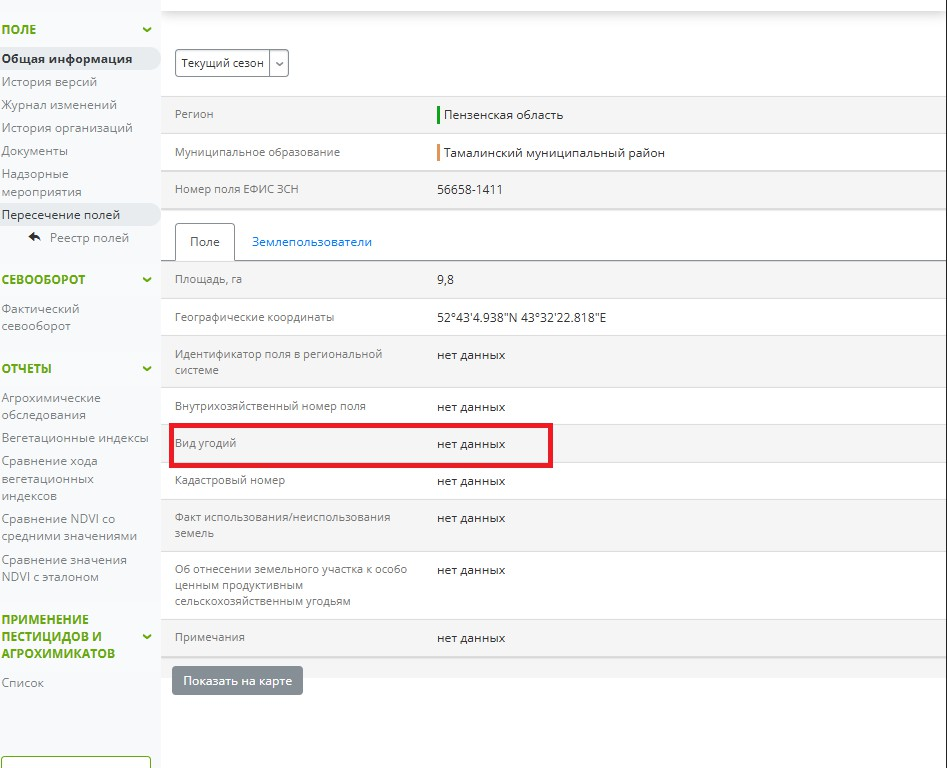 ПОЛЕ
Общая информация
История версий
Журнал изменений
История организаций
Документы
Надзорные
мероприятия
Пересечение полей
Реестр полей
СЕВООБОРОТ
Фактический
севооборот
ОТЧЕТЫ
Агрохимические
обследования
Вегетационные индексы
Сравнение хода
вегетационных
индексов
Сравнение NDVI со
средними значениями
Сравнение значения
NDVI с эталоном
ПРИМЕНЕНИЕ
ПЕСТИЦИДОВ И
АГРОХИМИКАТОВ
Список
Текущий сезон
Регион Пензенская область
Муниципальное образование Тамалинский муниципальный район
Номер поля ЕФИС ЗСН 56658-1411
Поле Землепользователи
Площадь, га 9,8
Географические координаты 52°43'4.938"N 43°32'22.818"E
Идентификатор поля в региональной нет данных
системе
Внутрихозяйственный номер поля нет данных
Вид угодий нет данных
Кадастровый номер нет данных
Факт использования/неиспользования нет данных
земель
Об отнесении земельного участка к особо нет данных
ценным продуктивным
сельскохозяйственным угодьям
Примечания нет данных
Показать на карте